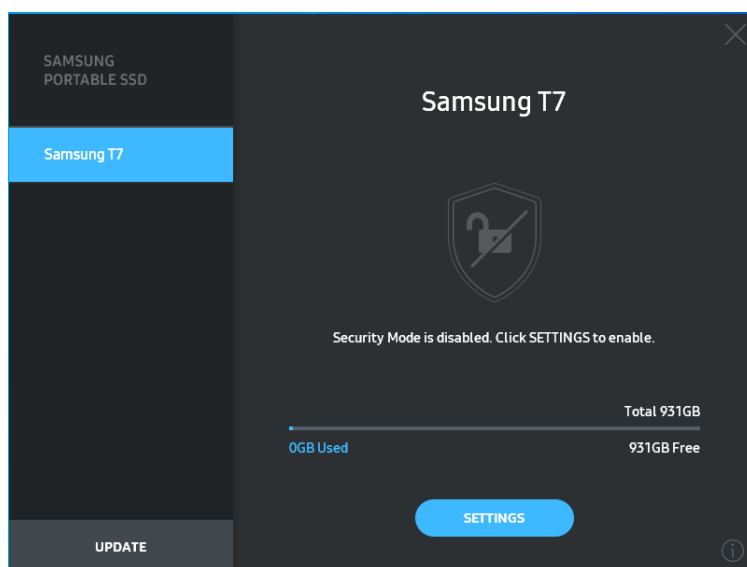 SAMSUNG
PORTABLE SSD
Samsung T7
Samsung T7
Security Mode is disabled. Click SETTINGS to enable.
Total 931GB
0GB Used
931GB Free
SETTINGS
UPDATE